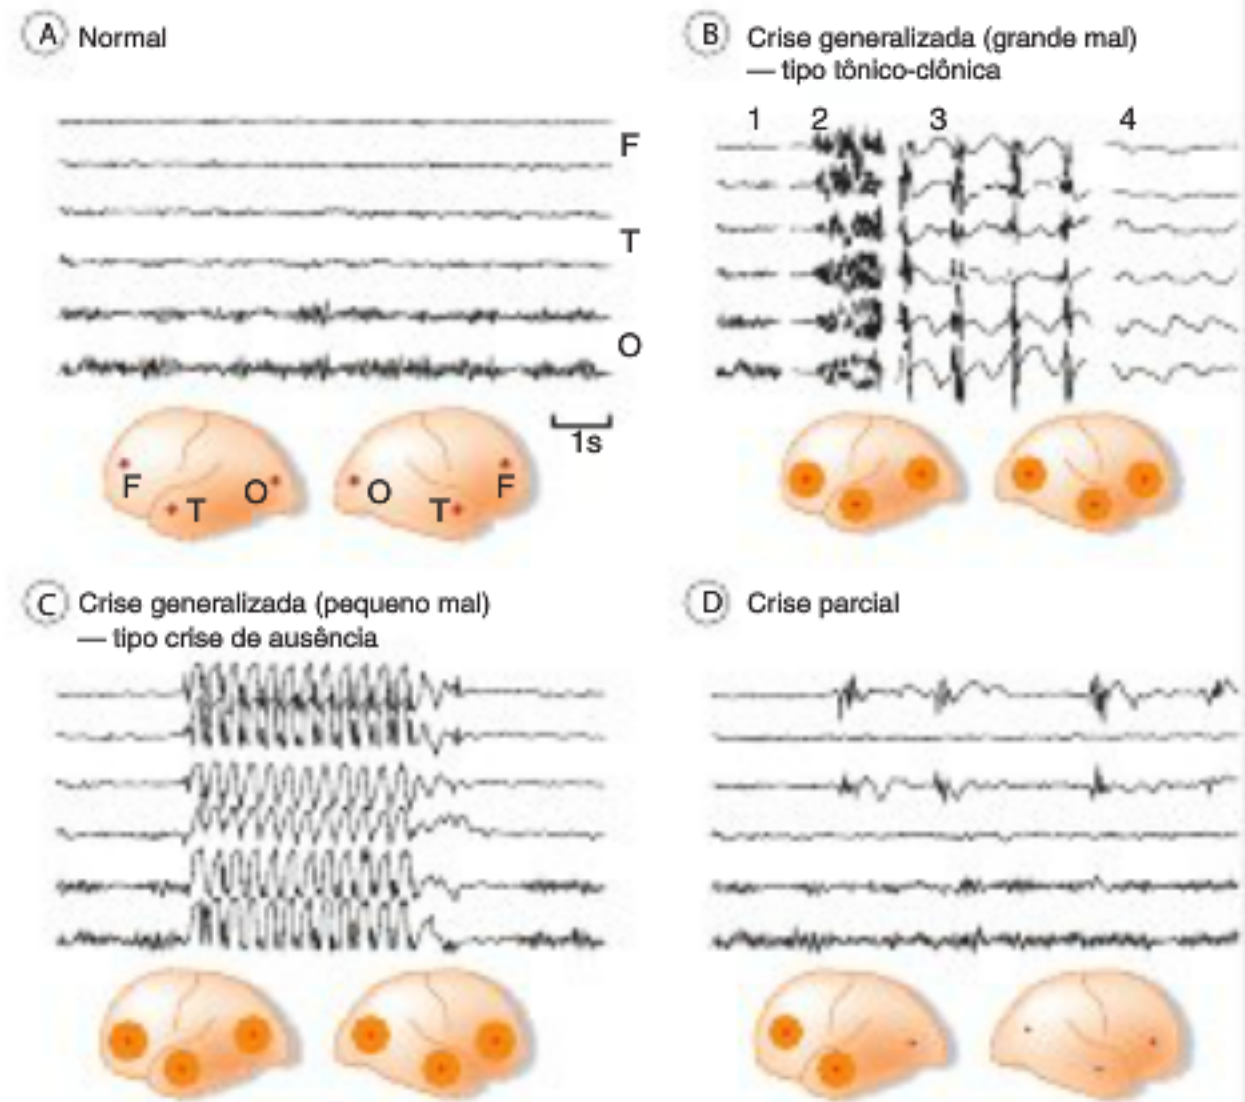 A Normal
B Crise generalizada (grande mal)
— tipo tônico-clônica
1 2 3 4
F
T
O
1s
F T O
O T F
C Crise generalizada (pequeno mal)
— tipo crise de ausência
D Crise parcial